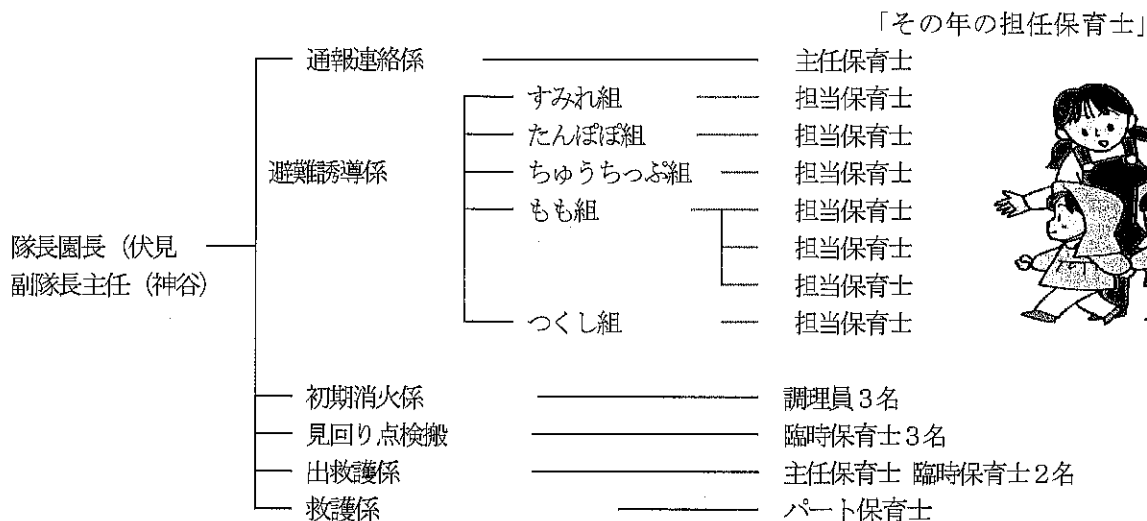 「その年の担任保育士」
通報連絡係 主任保育士
すみれ組 担当保育士
たんぽぽ組 担当保育士
避難誘導係 ちゅうちっぷ組 担当保育士
もも組 担当保育士
担当保育士
隊長園長（伏見
副隊長主任（神谷）
担当保育士
つくし組 担当保育士
初期消火係 調理員３名
見回り点検搬 臨時保育士３名
出救護係 主任保育士 臨時保育士２名
救護係 パート保育士